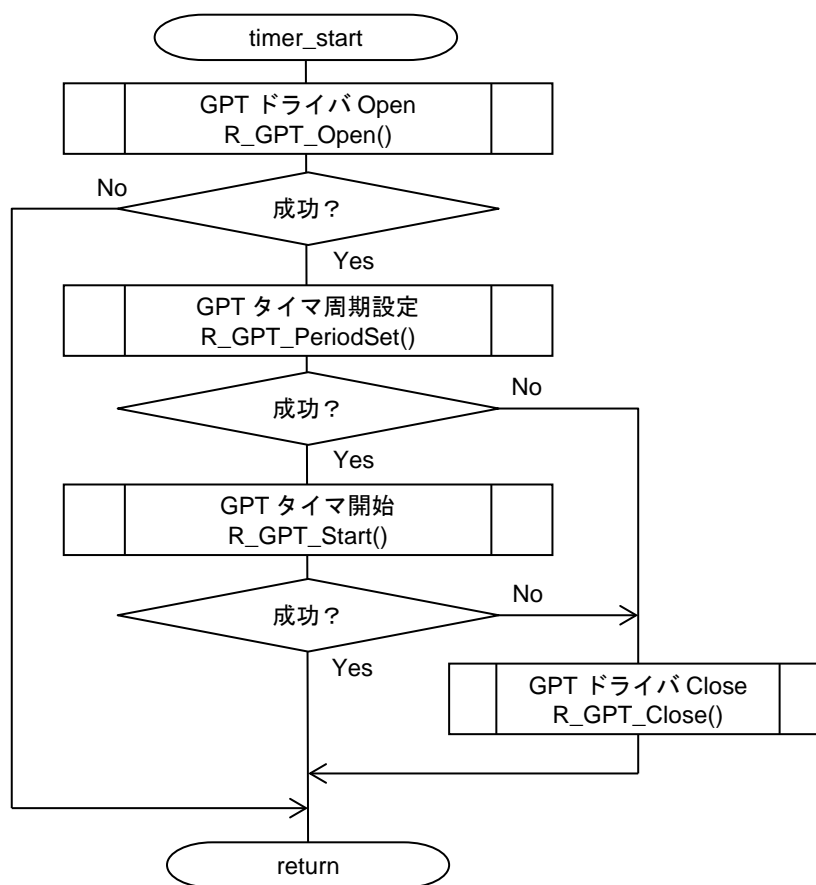 timer_start
GPT ドライバ Open
R_GPT_Open()
No
成功？
Yes
GPT タイマ周期設定
R_GPT_PeriodSet()
No
成功？
Yes
GPT タイマ開始
R_GPT_Start()
No
成功？
Yes
GPT ドライバ Close
R_GPT_Close()
return